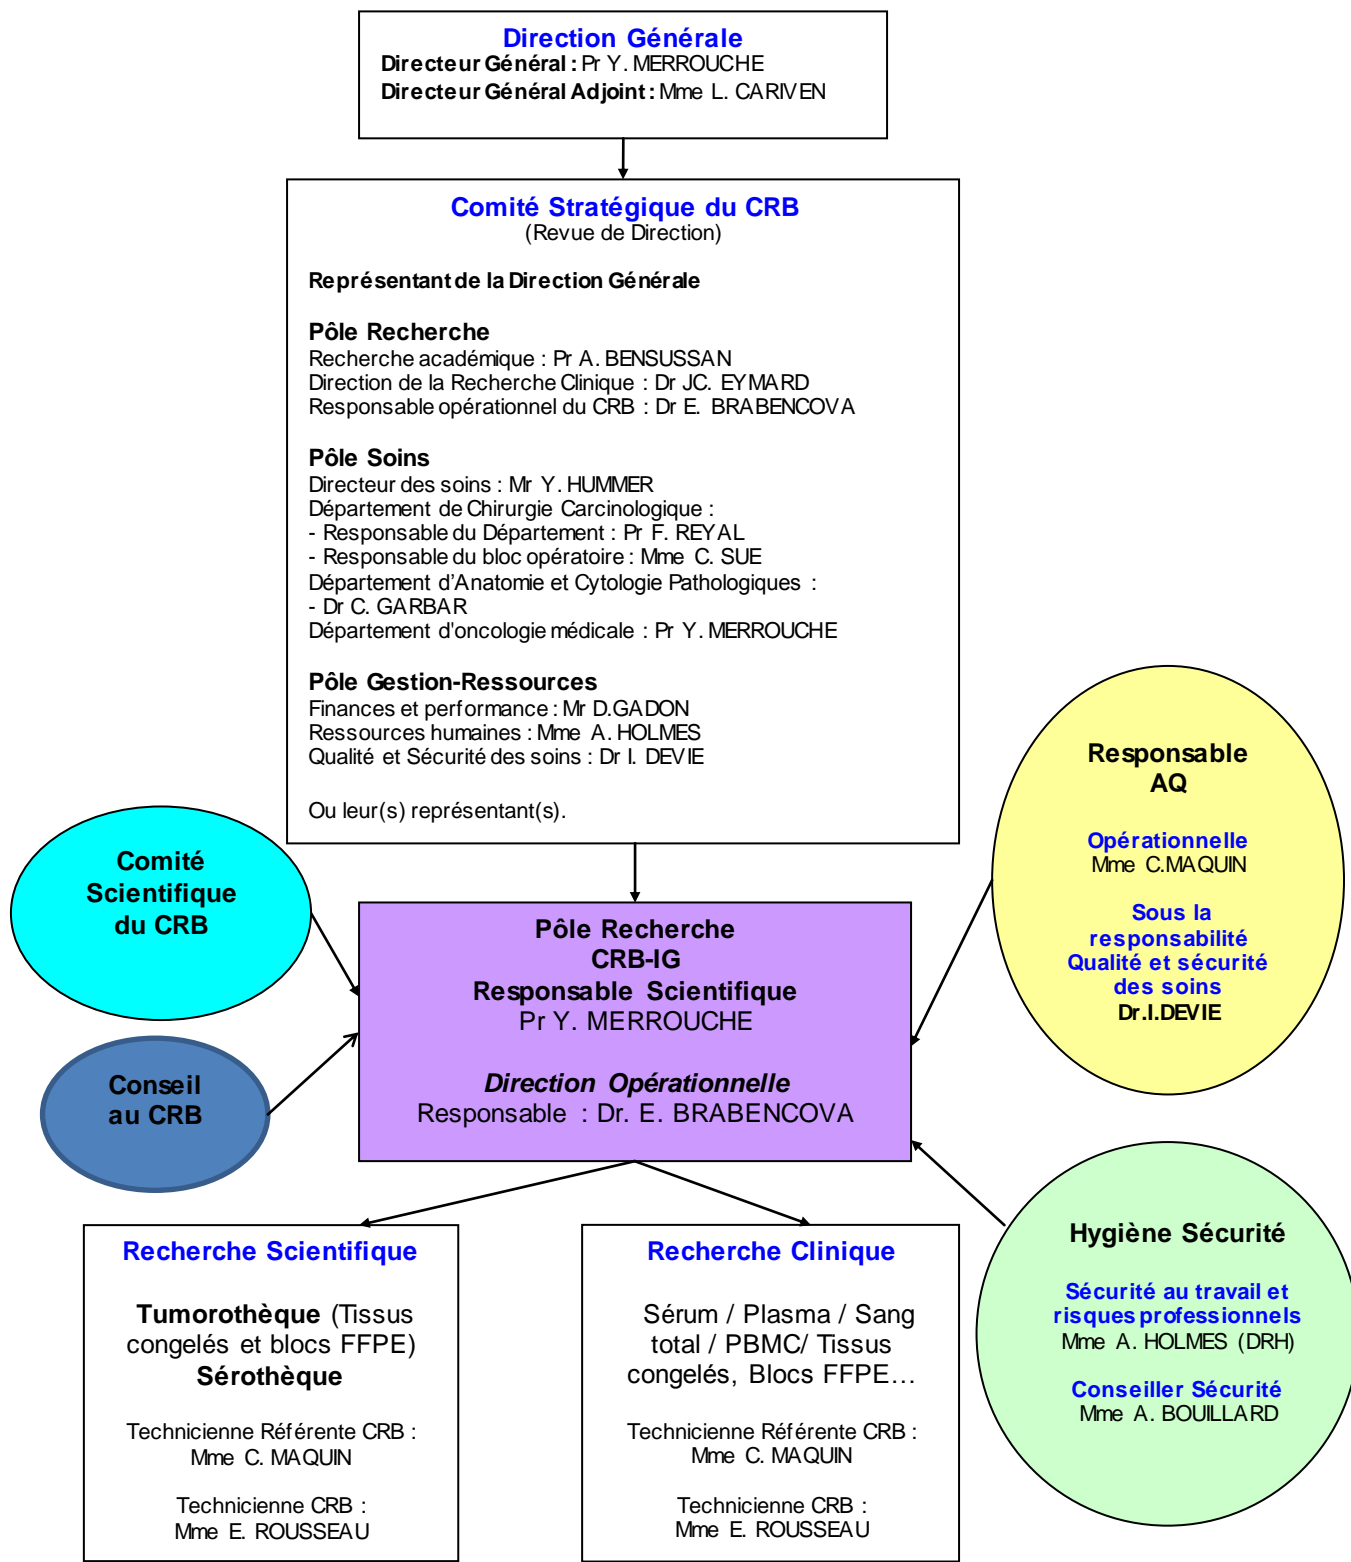 Direction Générale
Directeur Général : Pr Y. MERROUCHE
Directeur Général Adjoint : Mme L. CARIVEN
Comité Stratégique du CRB
(Revue de Direction)
Représentant de la Direction Générale
Pôle Recherche
Recherche académique : Pr A. BENSUSSAN
Direction de la Recherche Clinique : Dr JC. EYMARD
Responsable opérationnel du CRB : Dr E. BRABENCOVA
Pôle Soins
Directeur des soins : Mr Y. HUMMER
Département de Chirurgie Carcinologique :
- Responsable du Département : Pr F. REYAL
- Responsable du bloc opératoire : Mme C. SUE
Département d'Anatomie et Cytologie Pathologiques :
- Dr C. GARBAR
Département d'oncologie médicale : Pr Y. MERROUCHE
Pôle Gestion-Ressources
Finances et performance : Mr D.GADON
Ressources humaines : Mme A. HOLMES
Qualité et Sécurité des soins : Dr I. DEVIE
Ou leur(s) représentant(s).
Comité
Scientifique
du CRB
Conseil
au CRB
Pôle Recherche
CRB-IG
Responsable Scientifique
Pr Y. MERROUCHE
Direction Opérationnelle
Responsable : Dr. E. BRABENCOVA
Responsable
AQ
Opérationnelle
Mme C.MAQUIN
Sous la
responsabilité
Qualité et sécurité
des soins
Dr.I.DEVIE
Hygiène Sécurité
Sécurité au travail et
risques professionnels
Mme A. HOLMES (DRH)
Conseiller Sécurité
Mme A. BOUILLARD
Recherche Scientifique
Tumorothèque (Tissus
congelés et blocs FFPE)
Sérothèque
Technicienne Référente CRB :
Mme C. MAQUIN
Technicienne CRB :
Mme E. ROUSSEAU
Recherche Clinique
Sérum / Plasma / Sang
total / PBMC/ Tissus
congelés, Blocs FFPE…
Technicienne Référente CRB :
Mme C. MAQUIN
Technicienne CRB :
Mme E. ROUSSEAU